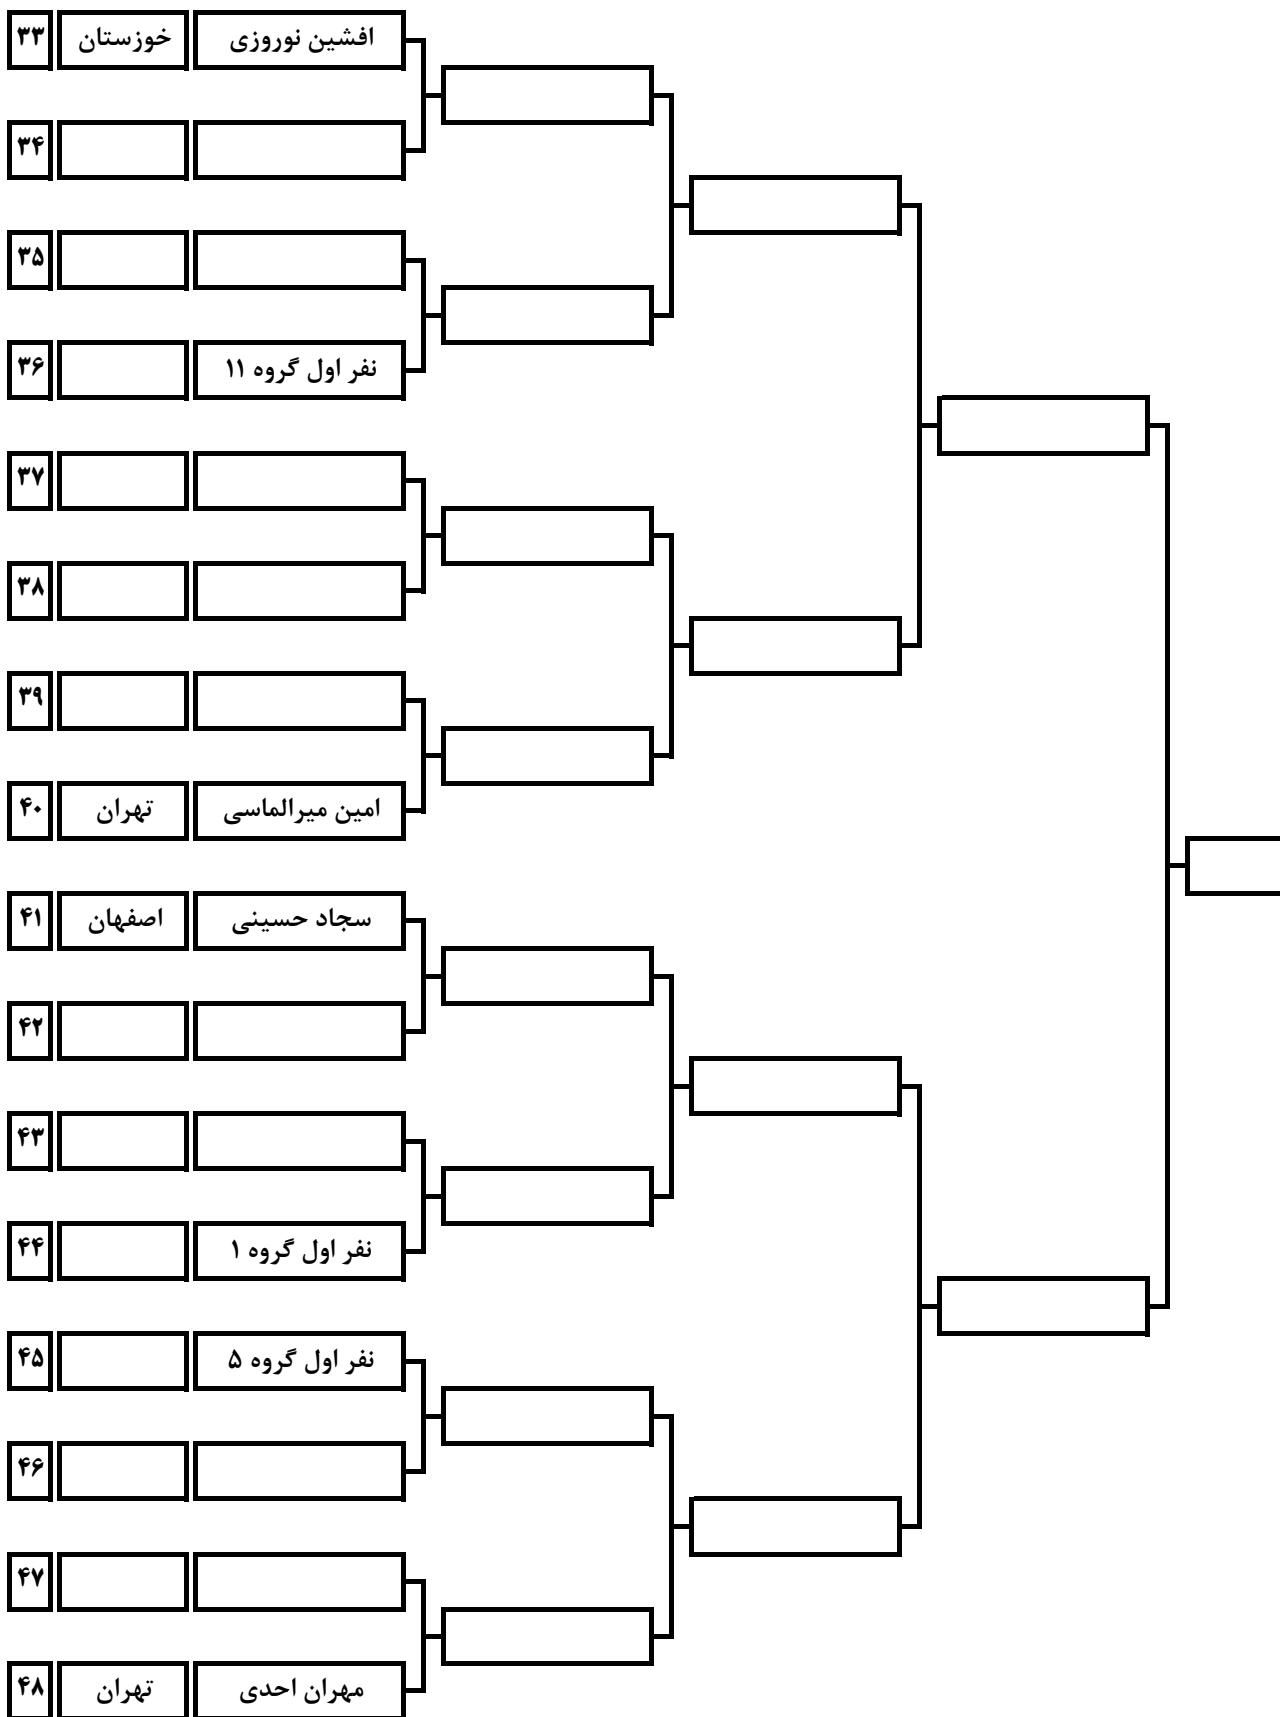 ۳۳ خوزستان افشین نوروزی
۳۴
۳۵
۳۶ نفر اول گروه ۱۱
۳۷
۳۸
۳۹
۴۰ تهران امین میرالماسی
۴۱ اصفهان سجاد حسینی
۴۲
۴۳
۴۴ نفر اول گروه ۱
۴۵ نفر اول گروه ۵
۴۶
۴۷
۴۸ تهران مهران احدی